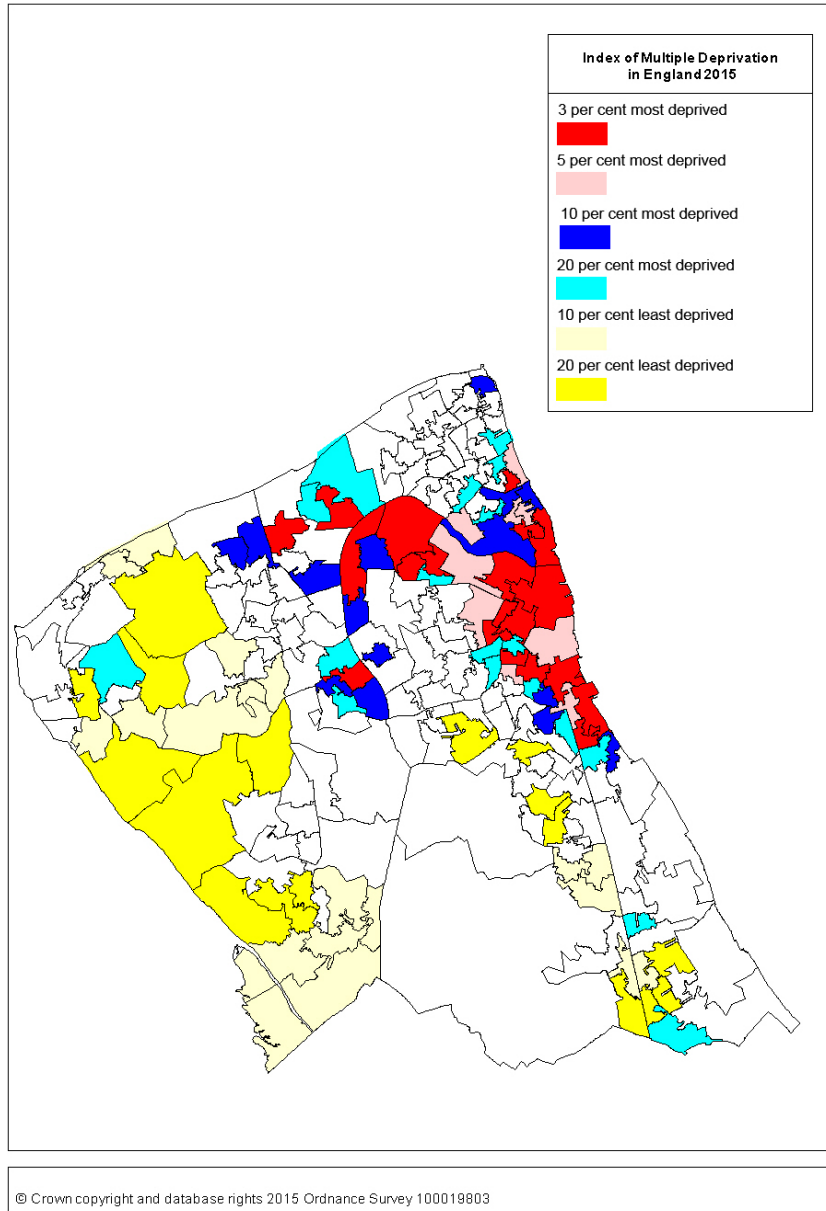 Index of Multiple Deprivation
in England 2015
3 per cent most deprived
5 per cent most deprived
10 per cent most deprived
20 per cent most deprived
10 per cent least deprived
20 per cent least deprived
© Crown copyright and database rights 2015 Ordnance Survey 100019803